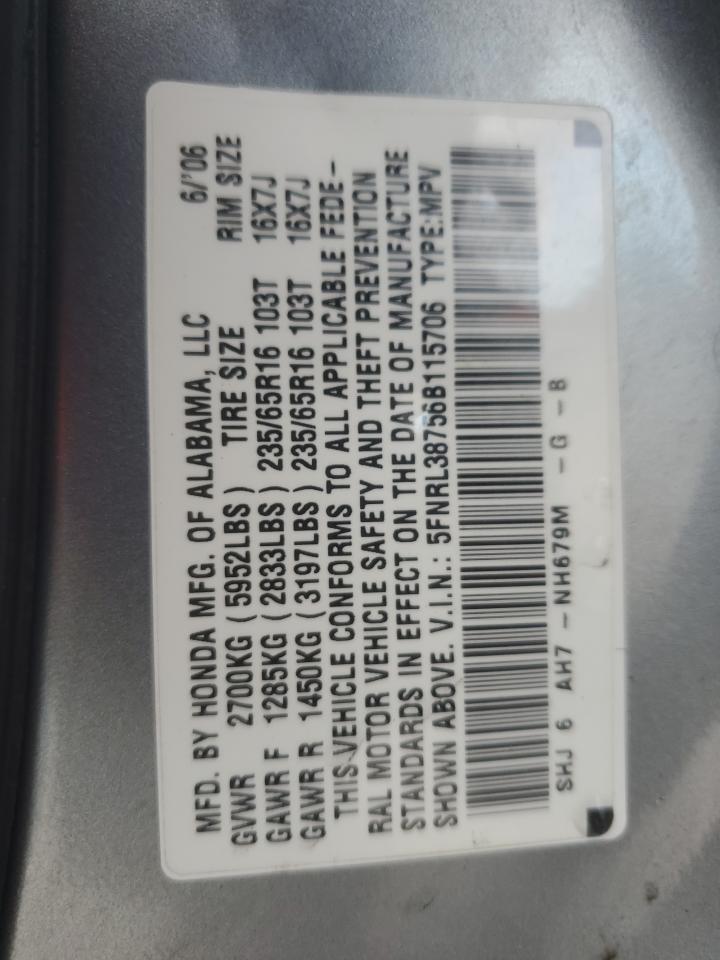 MFD. BY HONDA MFG. OF ALABAMA, LLC 6/'06
GVWR 2700KG ( 5952LBS ) TIRE SIZE RIM SIZE
GAWR F 1285KG ( 2833LBS ) 235/65R16 103T 16X7J
GAWR R 1450KG ( 3197LBS ) 235/65R16 103T 16X7J
THIS VEHICLE CONFORMS TO ALL APPLICABLE FEDE-
RAL MOTOR VEHICLE SAFETY AND THEFT PREVENTION
STANDARDS IN EFFECT ON THE DATE OF MANUFACTURE
SHOWN ABOVE. V.I.N.: 5FNRL38756B115706 TYPE:MPV
SHJ 6 AH7 - NH679M - G - B